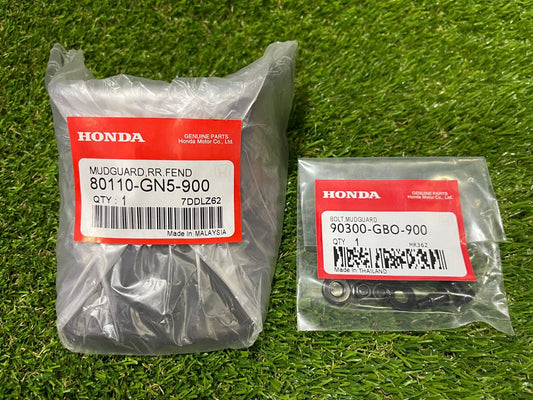 HONDA
GENUINE PARTS
Honda Motor Co., Ltd.
MUDGUARD,RR.FEND
80110-GN5-900
QTY : 1 7DDLZ62
Made in MALAYSIA
HONDA
GENUINE PARTS
Honda Motor Co., Ltd.
BOLT,MUDGUARD
90300-GBO-900
QTY 1 HR36Z
Made in THAILAND